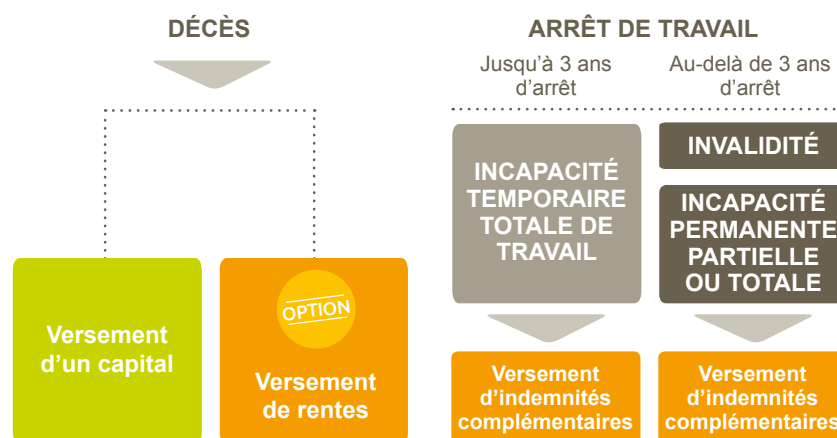 DÉCÈS
Versement
d'un capital
OPTION
Versement
de rentes
ARRÊT DE TRAVAIL
Jusqu'à 3 ans
d'arrêt
Au-delà de 3 ans
d'arrêt
INCAPACITÉ
TEMPORAIRE
TOTALE DE
TRAVAIL
INVALIDITÉ
INCAPACITÉ
PERMANENTE
PARTIELLE
OU TOTALE
Versement
d'indemnités
complémentaires
Versement
d'indemnités
complémentaires